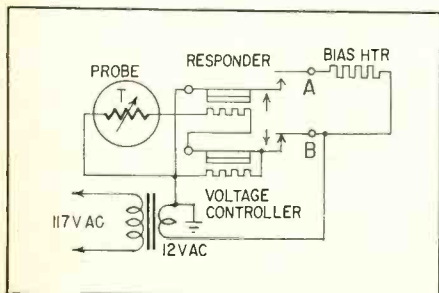 RESPONDER
BIAS HTR
PROBE
T
A
B
VOLTAGE
CONTROLLER
117V AC
12VAC